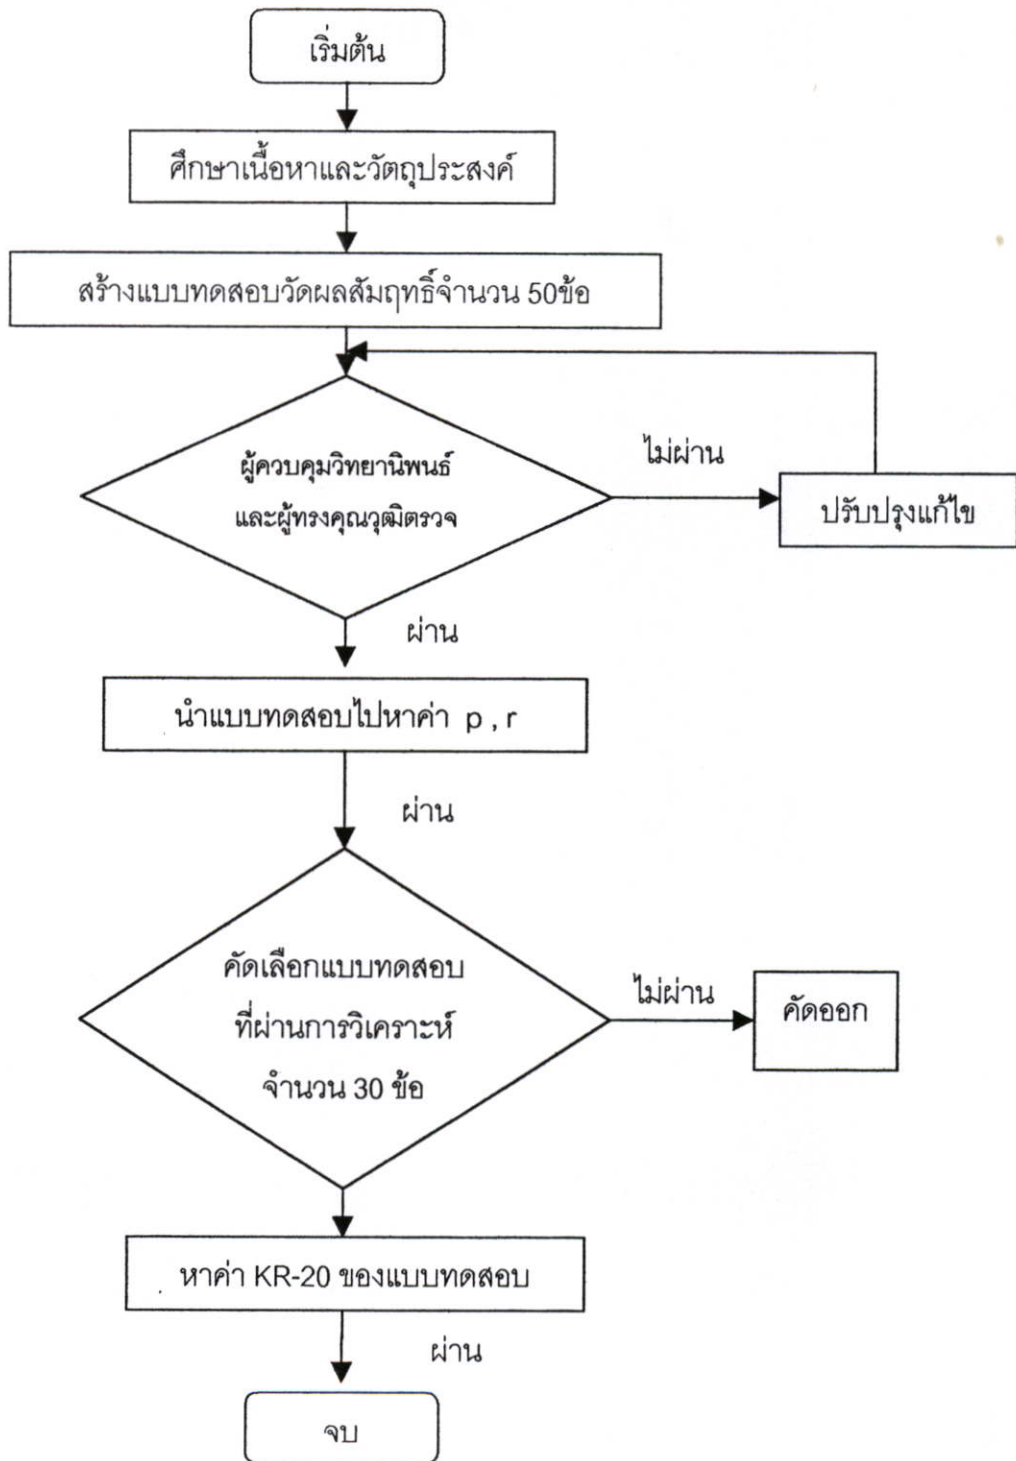 เริ่มต้น
ศึกษาเนื้อหาและวัตถุประสงค์
สร้างแบบทดสอบวัดผลสัมฤทธิ์จำนวน 50ข้อ
ผู้ควบคุมวิทยานิพนธ์
และผู้ทรงคุณวุฒิตรวจ
ไม่ผ่าน
ปรับปรุงแก้ไข
ผ่าน
นำแบบทดสอบไปหาค่า p , r
ผ่าน
คัดเลือกแบบทดสอบ
ที่ผ่านการวิเคราะห์
จำนวน 30 ข้อ
ไม่ผ่าน
คัดออก
หาค่า KR-20 ของแบบทดสอบ
ผ่าน
จบ